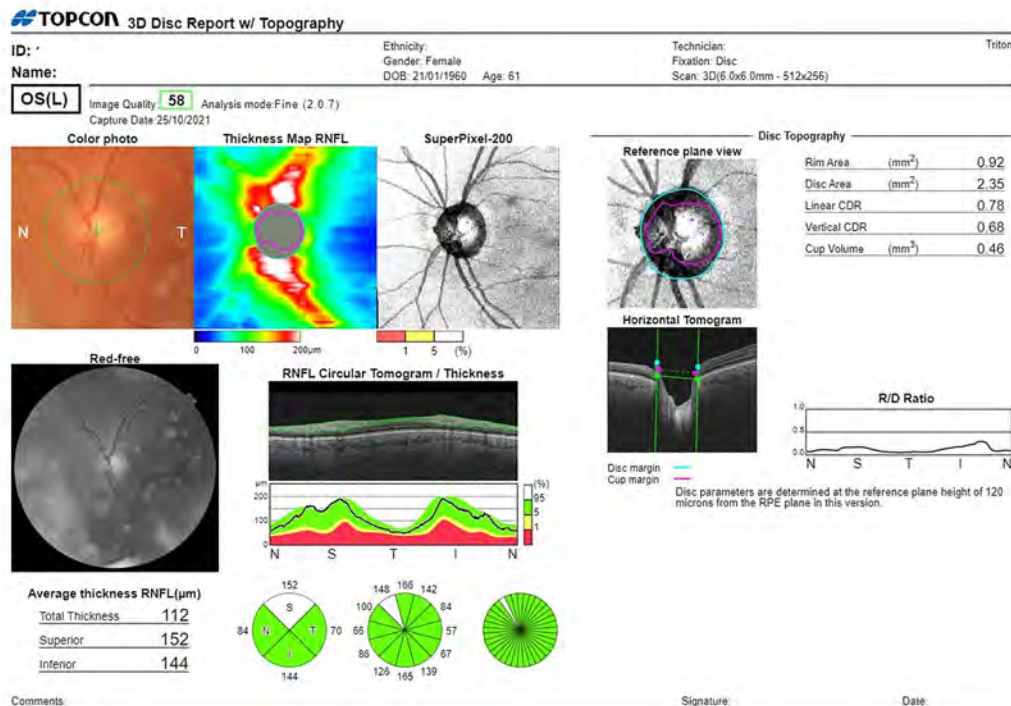 TOPCON 3D Disc Report w/ Topography
ID:
Name:
Ethnicity:
Gender: Female
DOB: 21/01/1960 Age: 61
Technician:
Fixation: Disc
Scan: 3D(6.0x6.0mm - 512x256)
Triton
OS(L) Image Quality: 58 Analysis mode:Fine (2.0.7)
Capture Date:25/10/2021
Color photo
N T
Thickness Map RNFL
0 100 200μm
SuperPixel-200
1 5 (%)
Disc Topography
Reference plane view
Rim Area (mm²) 0.92
Disc Area (mm²) 2.35
Linear CDR 0.78
Vertical CDR 0.68
Cup Volume (mm³) 0.46
Horizontal Tomogram
Disc margin
Cup margin
R/D Ratio
1.0
0.5
0.0
N S T I N
Disc parameters are determined at the reference plane height of 120
microns from the RPE plane in this version.
Red-free
RNFL Circular Tomogram / Thickness
μm
200
100
0
N S T I N
(%)
95
5
1
Average thickness RNFL(μm)
Total Thickness 112
Superior 152
Inferior 144
152
S
84 N T 70
I
144
148 166 142
100 84
66 57
86 67
126 165 139
Comments:
Signature:
Date: